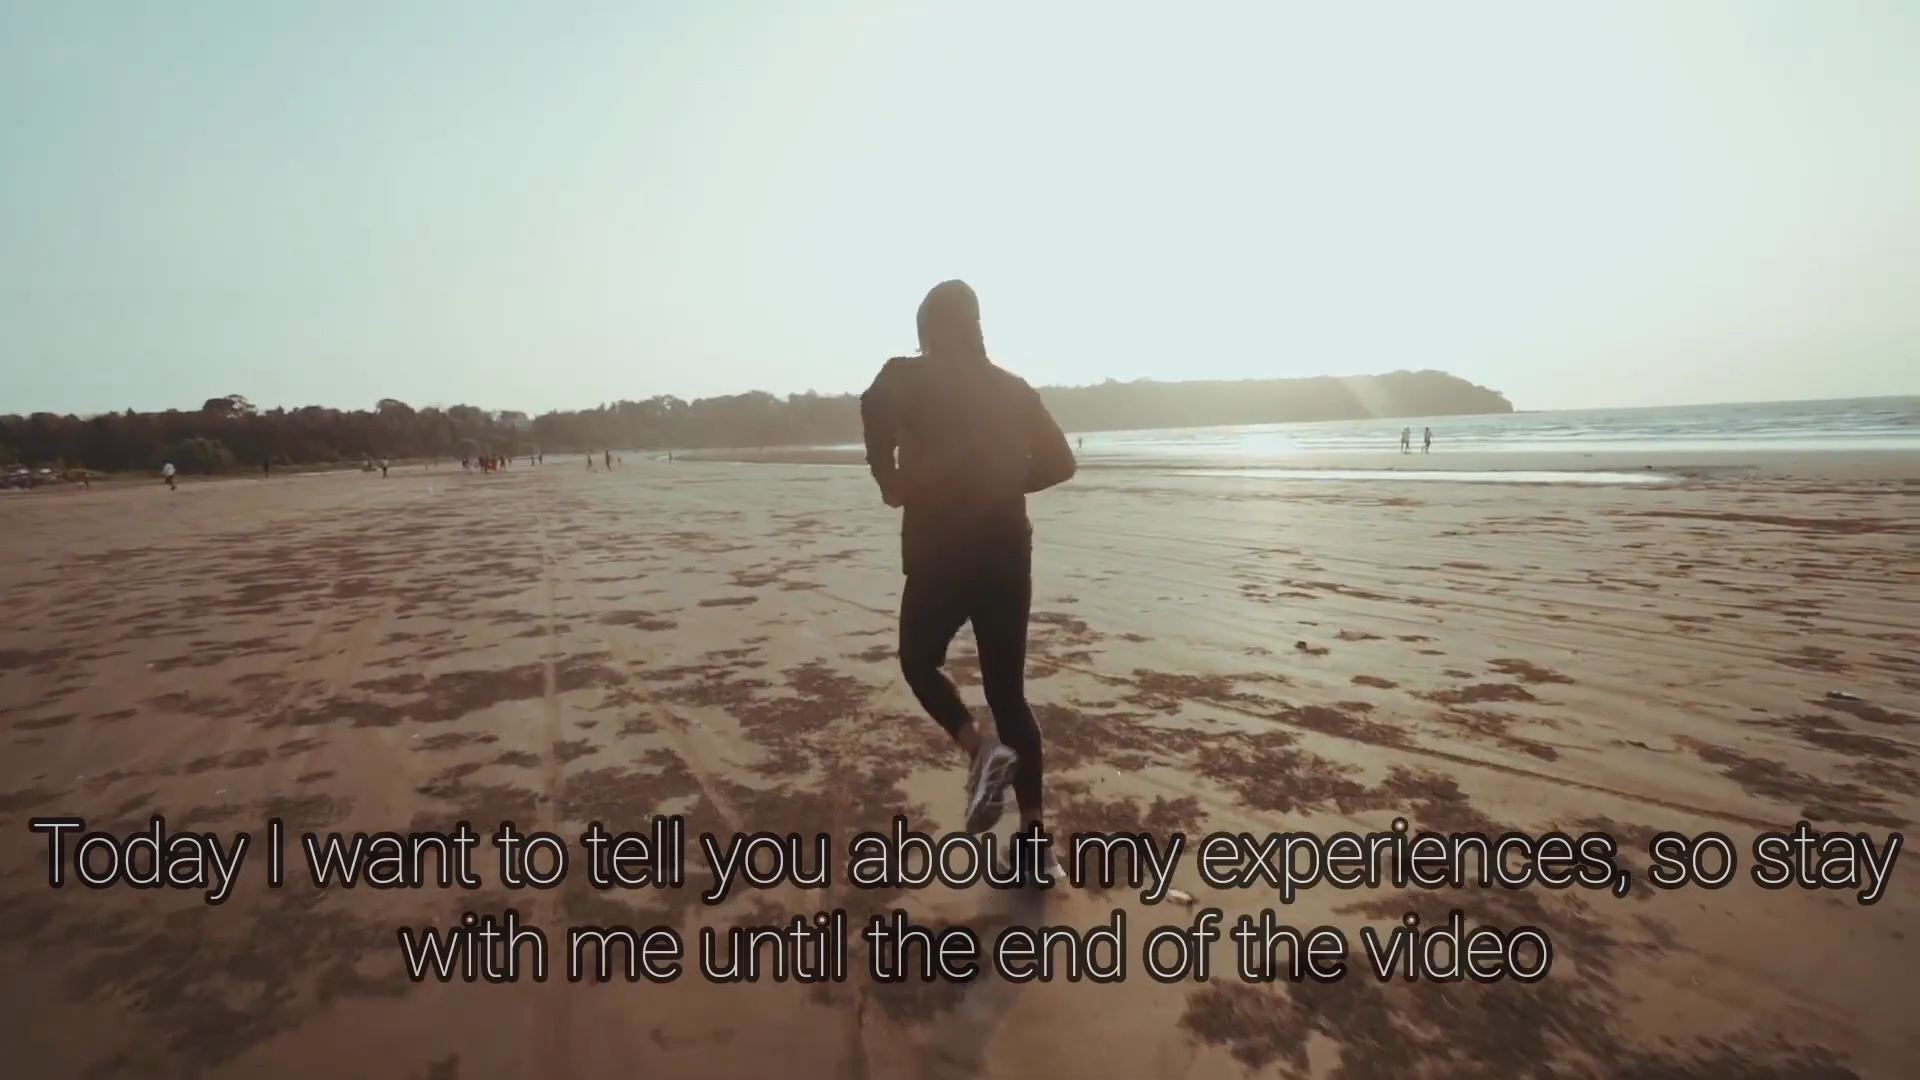 Today I want to tell you about my experiences, so stay
with me until the end of the video